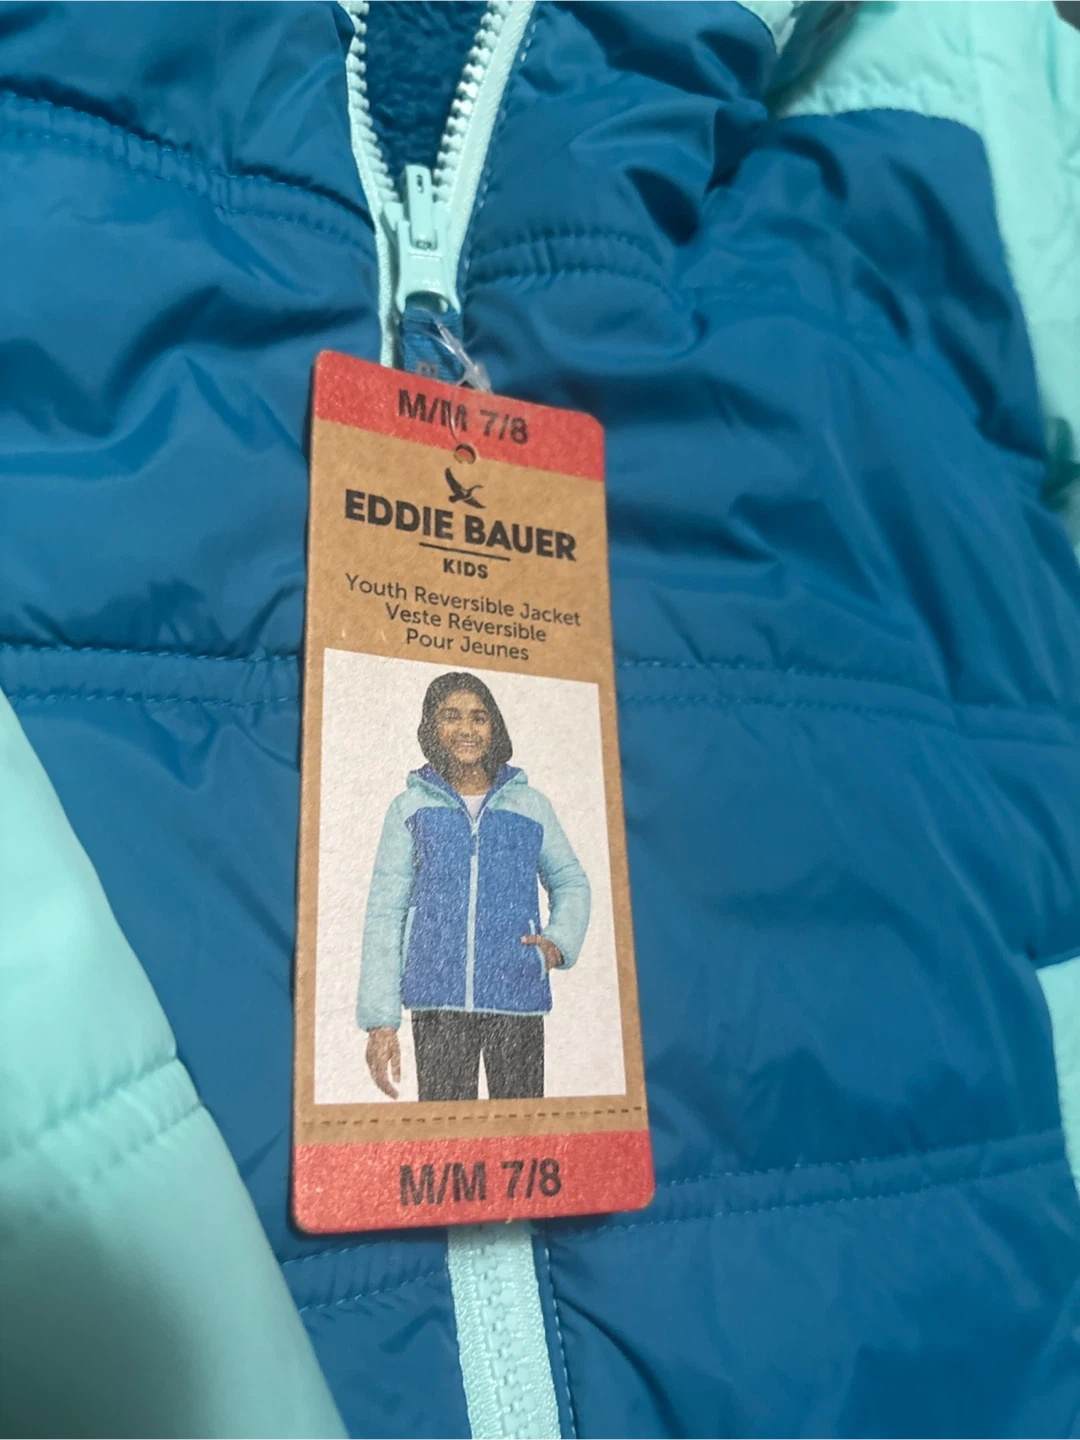 M/M 7/8
EDDIE BAUER
KIDS
Youth Reversible Jacket
Veste Réversible
Pour Jeunes
M/M 7/8